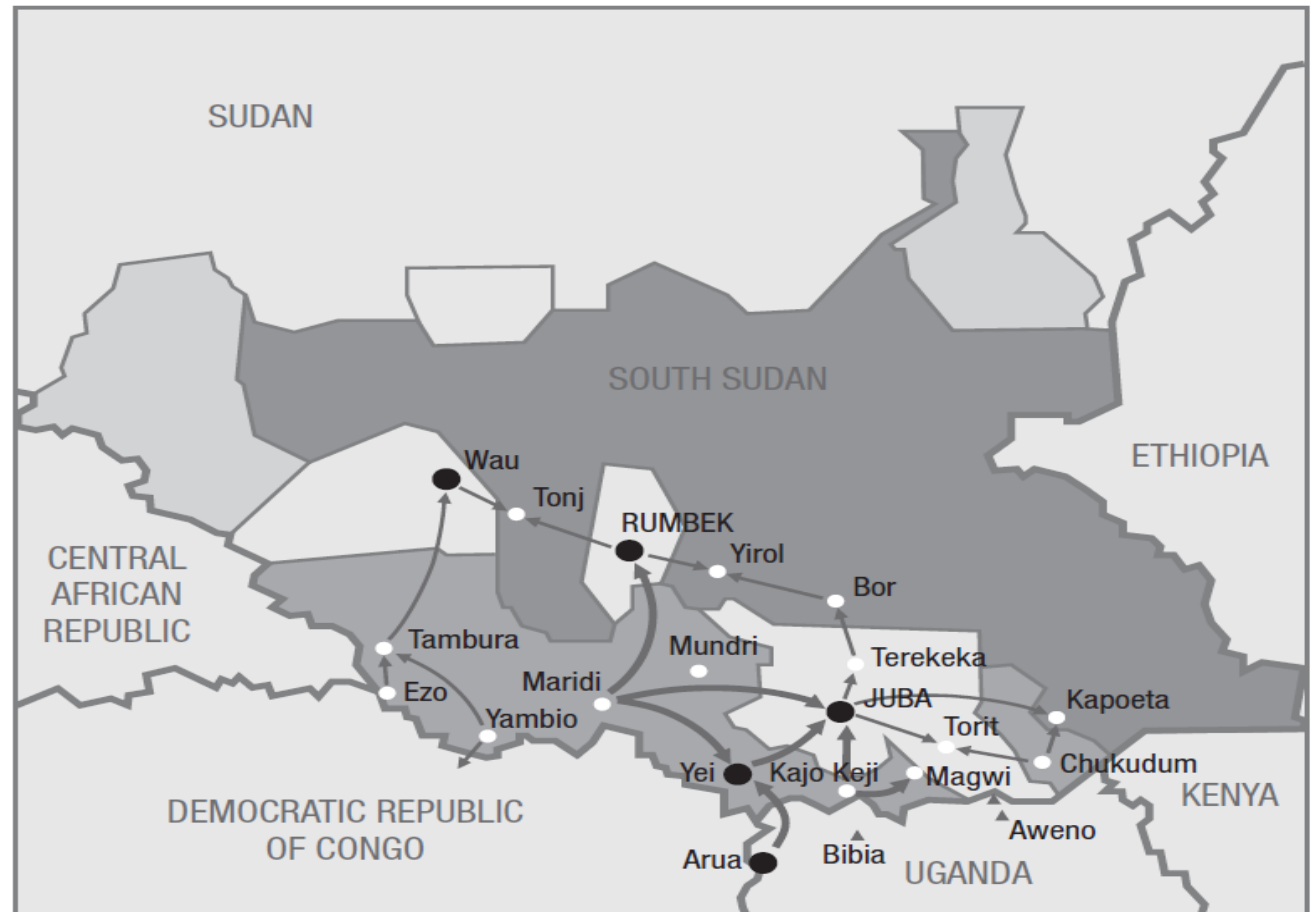 SUDAN
SOUTH SUDAN
ETHIOPIA
Wau
Tonj
RUMBEK
Yirol
CENTRAL
AFRICAN
REPUBLIC
Bor
Tambura
Mundri
Terekeka
Ezo
Maridi
JUBA
Kapoeta
Yambio
Torit
Yei
Kajo Keji
Magwi
Chukudum
KENYA
DEMOCRATIC REPUBLIC
OF CONGO
Aweno
Arua
Bibia
UGANDA